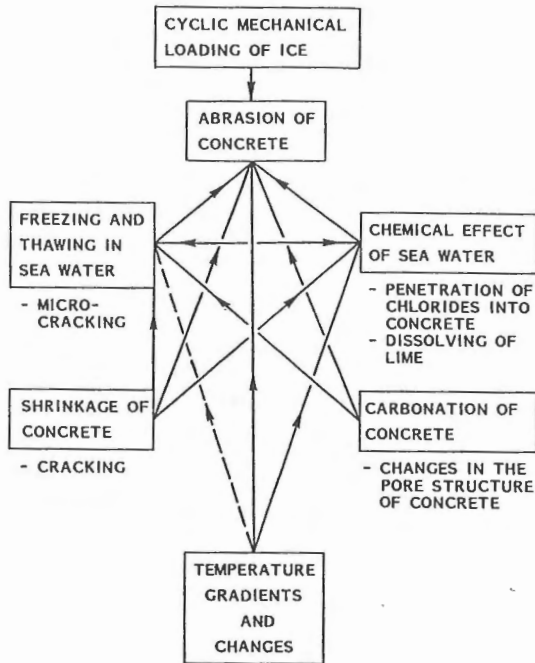 CYCLIC MECHANICAL
LOADING OF ICE
ABRASION OF
CONCRETE
FREEZING AND
THAWING IN
SEA WATER
- MICRO-
CRACKING
CHEMICAL EFFECT
OF SEA WATER
- PENETRATION OF
CHLORIDES INTO
CONCRETE
- DISSOLVING OF
LIME
SHRINKAGE OF
CONCRETE
- CRACKING
CARBONATION OF
CONCRETE
- CHANGES IN THE
PORE STRUCTURE
OF CONCRETE
TEMPERATURE
GRADIENTS
AND
CHANGES